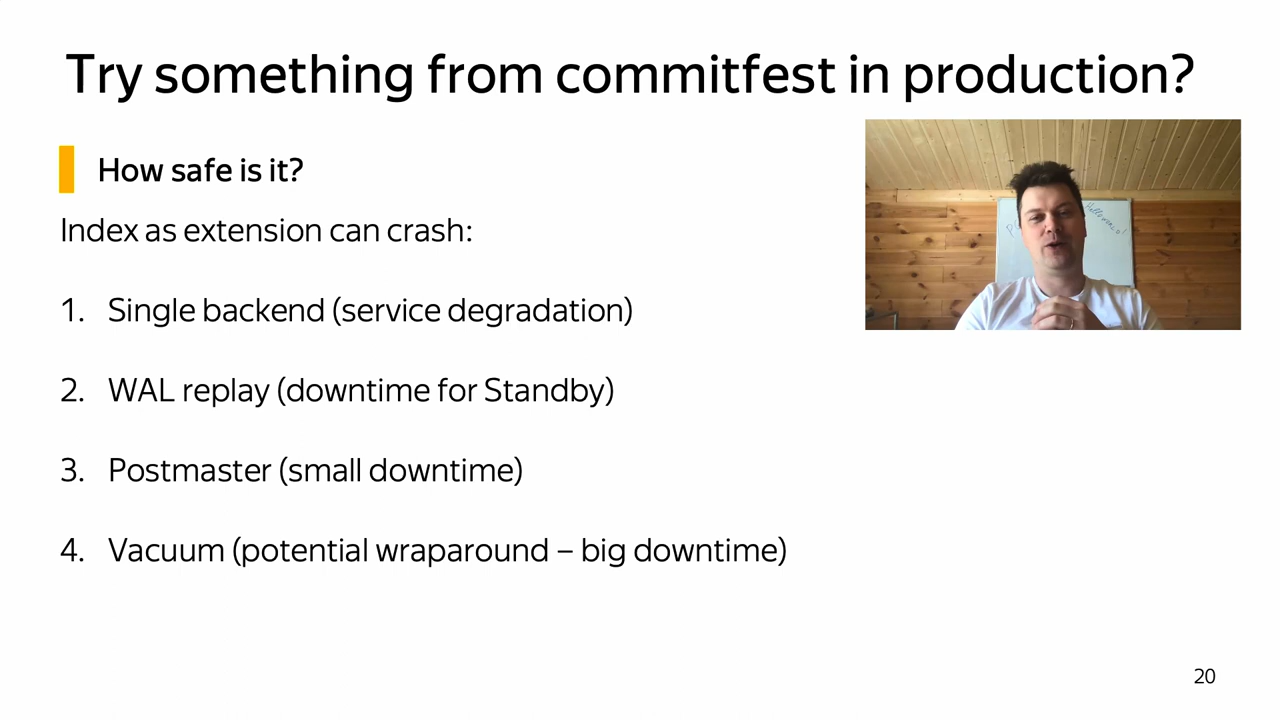 Try something from commitfest in production?
How safe is it?
Index as extension can crash:
1. Single backend (service degradation)
2. WAL replay (downtime for Standby)
3. Postmaster (small downtime)
4. Vacuum (potential wraparound – big downtime)
20